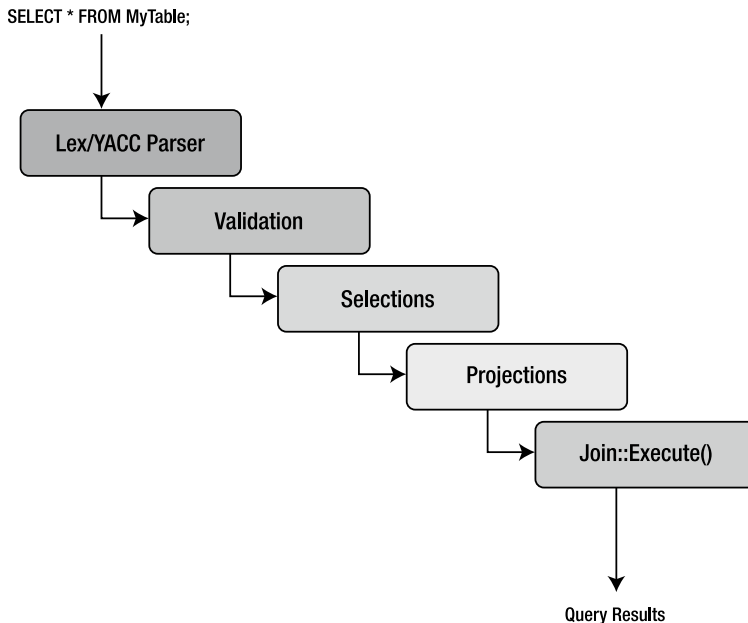 SELECT * FROM MyTable;
Lex/YACC Parser
Validation
Selections
Projections
Join::Execute()
Query Results